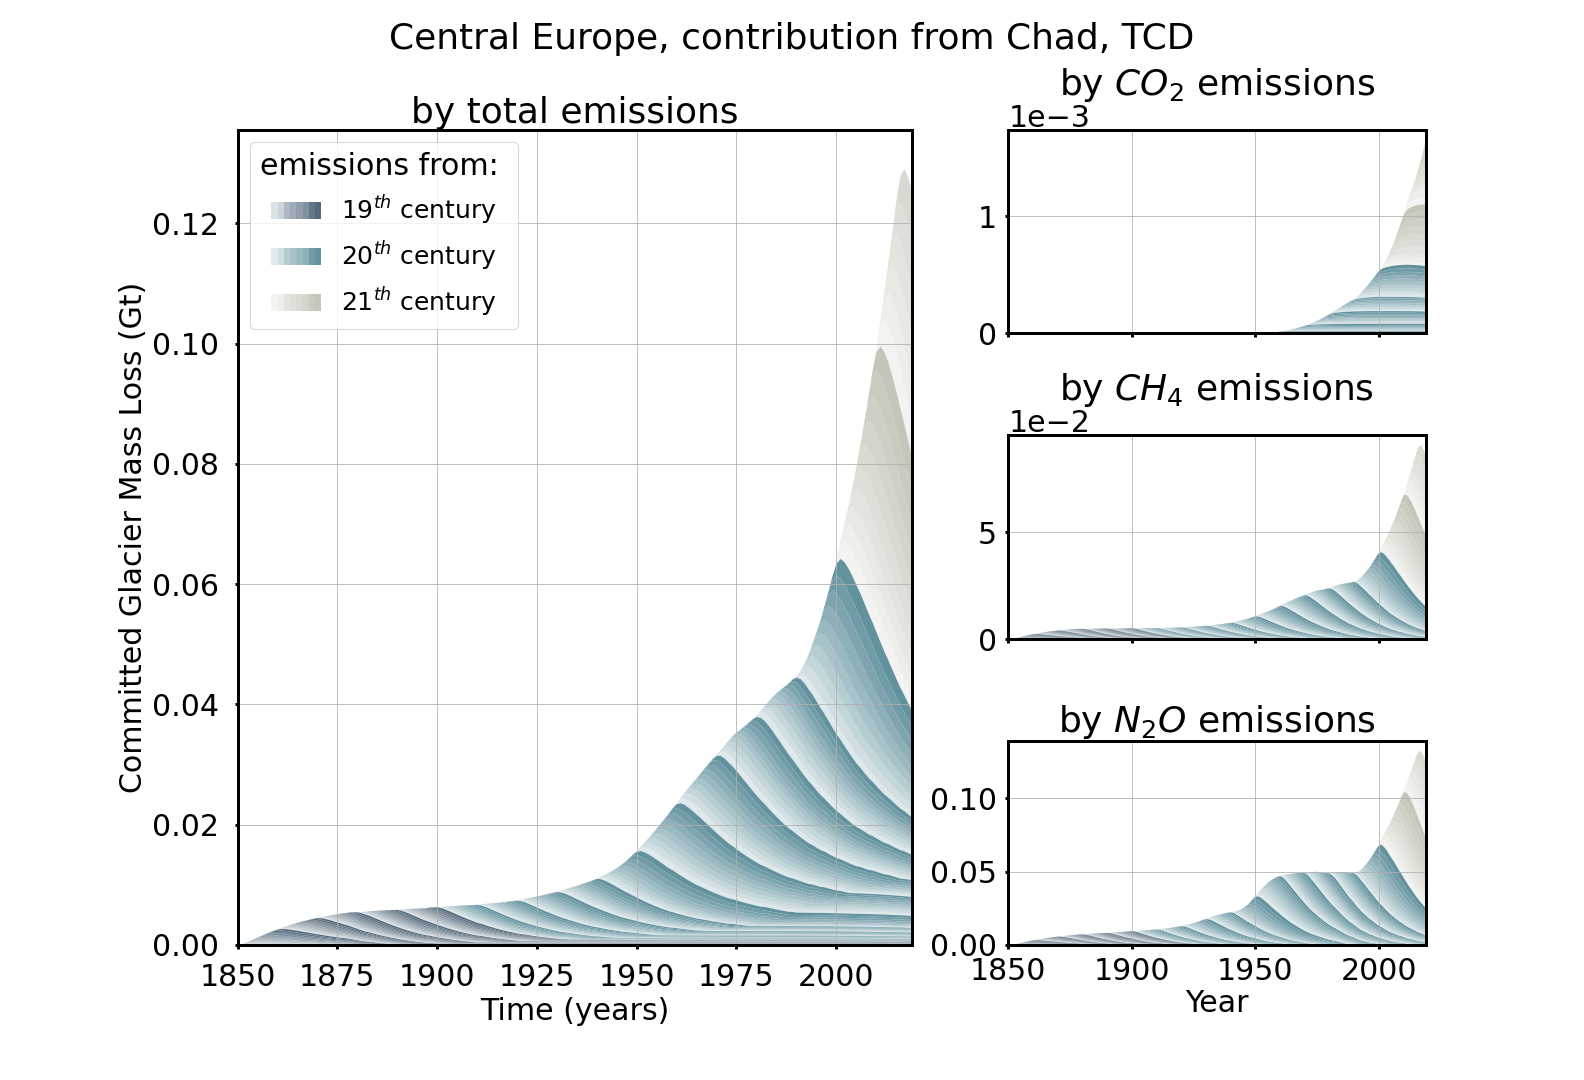 Central Europe, contribution from Chad, TCD
by total emissions
emissions from:
19th century
20th century
21th century
Committed Glacier Mass Loss (Gt)
0.12
0.10
0.08
0.06
0.04
0.02
0.00
1850 1875 1900 1925 1950 1975 2000
Time (years)
by CO2 emissions
1e−3
1
0
by CH4 emissions
1e−2
5
0
by N2O emissions
0.10
0.05
0.00
1850 1900 1950 2000
Year